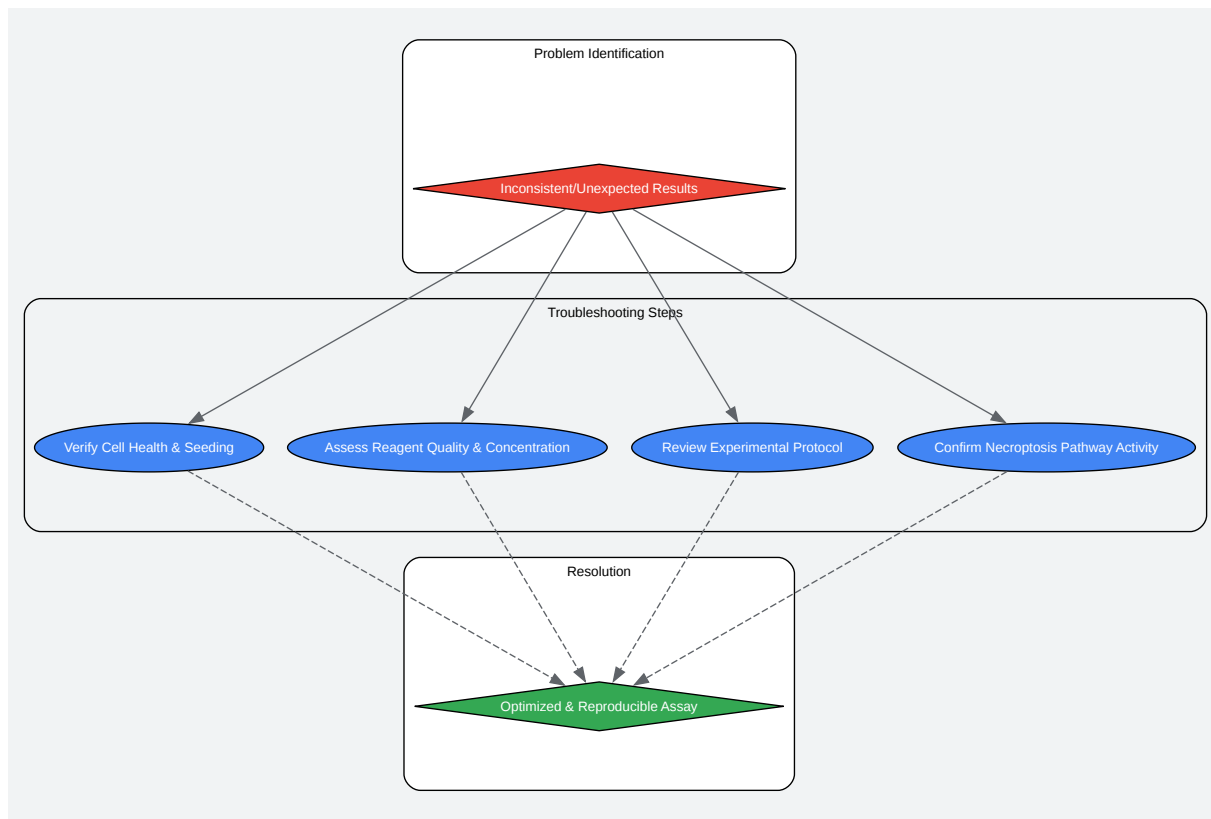 Problem Identification
Inconsistent/Unexpected Results
Troubleshooting Steps
Verify Cell Health & Seeding
Assess Reagent Quality & Concentration
Review Experimental Protocol
Confirm Necroptosis Pathway Activity
Resolution
Optimized & Reproducible Assay